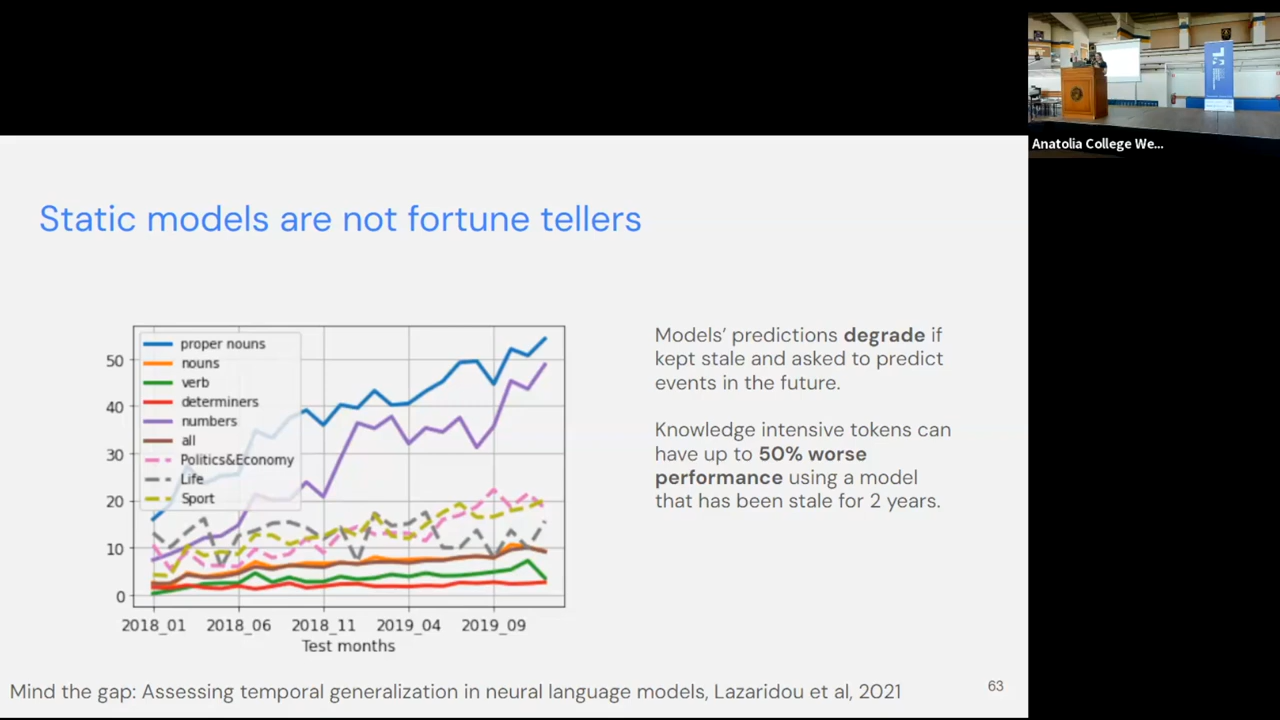 Anatolia College We...
Static models are not fortune tellers
proper nouns
nouns
verb
determiners
numbers
all
Politics&Economy
Life
Sport
50
40
30
20
10
0
2018_01
2018_06
2018_11
2019_04
2019_09
Test months
Models' predictions degrade if
kept stale and asked to predict
events in the future.
Knowledge intensive tokens can
have up to 50% worse
performance using a model
that has been stale for 2 years.
Mind the gap: Assessing temporal generalization in neural language models, Lazaridou et al, 2021
63